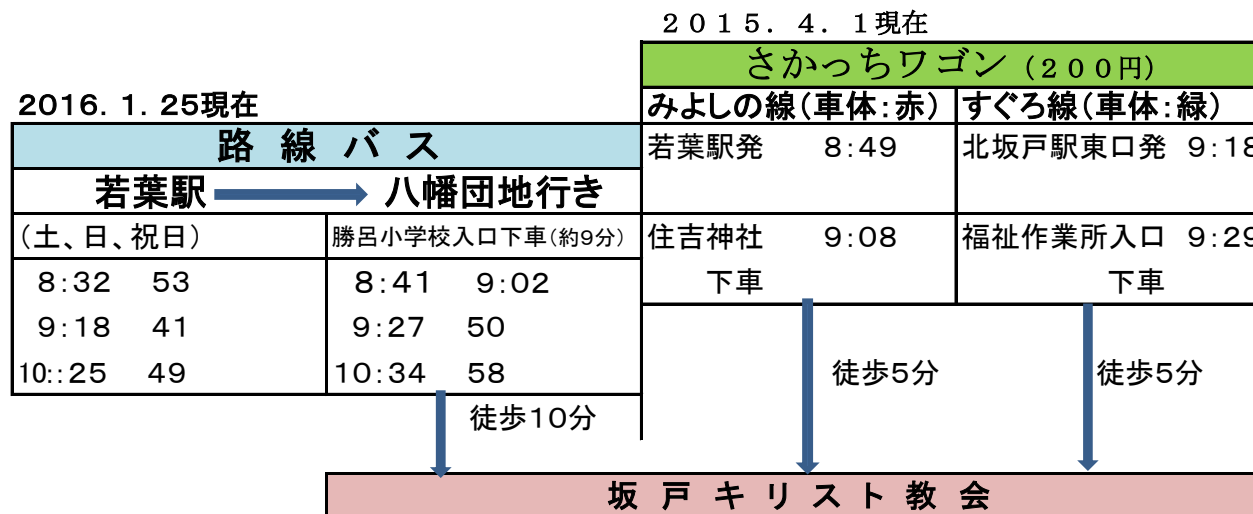 2015．4．1現在
さかっちワゴン（200円）
2016．1．25現在
みよしの線（車体：赤） すぐろ線（車体：緑）
路線バス
若葉駅発 8：49 北坂戸駅東口発 9：18
若葉駅 八幡団地行き
（土、日、祝日） 勝呂小学校入口下車（約9分） 住吉神社 9：08 福祉作業所入口 9：29
8：32 53 8：41 9：02 下車 下車
9：18 41 9：27 50
10：：25 49 10：34 58 徒歩5分 徒歩5分
徒歩10分
坂戸キリスト教会